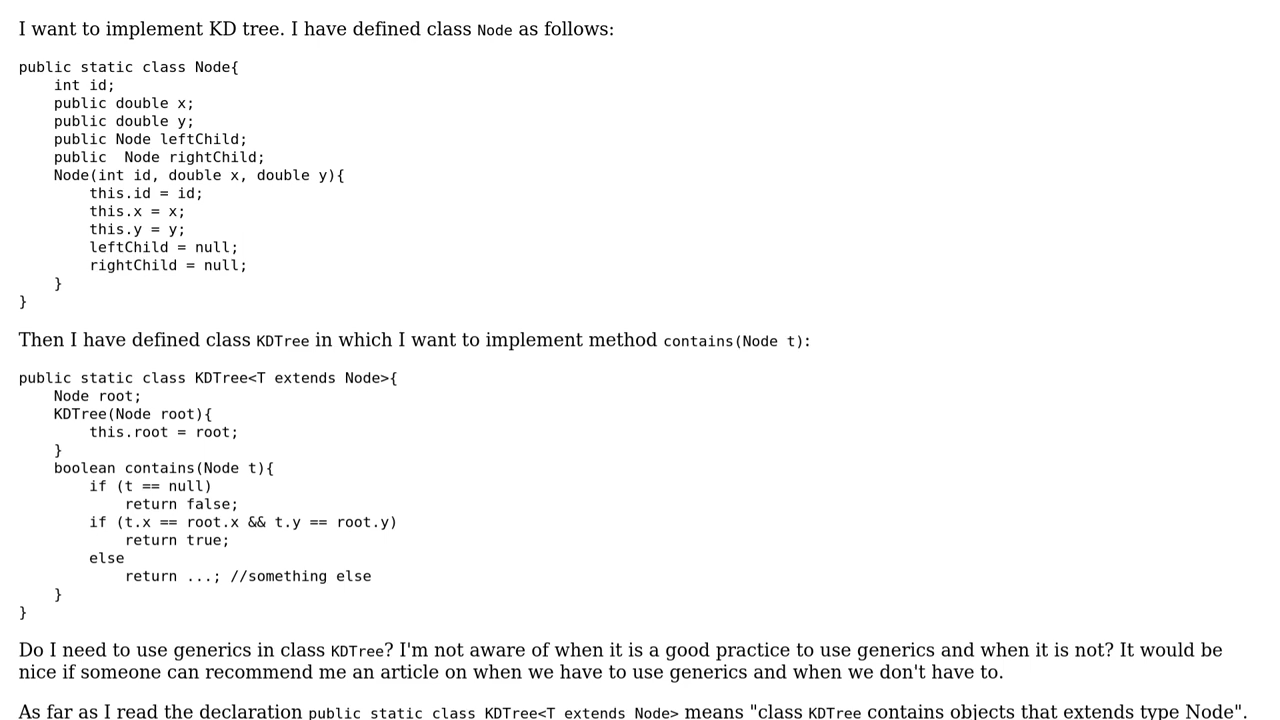 I want to implement KD tree. I have defined class Node as follows:
public static class Node{
    int id;
    public double x;
    public double y;
    public Node leftChild;
    public  Node rightChild;
    Node(int id, double x, double y){
        this.id = id;
        this.x = x;
        this.y = y;
        leftChild = null;
        rightChild = null;
    }
}
Then I have defined class KDTree in which I want to implement method contains(Node t):
public static class KDTree<T extends Node>{
    Node root;
    KDTree(Node root){
        this.root = root;
    }
    boolean contains(Node t){
        if (t == null)
            return false;
        if (t.x == root.x && t.y == root.y)
            return true;
        else
            return ...; //something else
    }
}
Do I need to use generics in class KDTree? I'm not aware of when it is a good practice to use generics and when it is not? It would be
nice if someone can recommend me an article on when we have to use generics and when we don't have to.
As far as I read the declaration public static class KDTree<T extends Node> means "class KDTree contains objects that extends type Node".